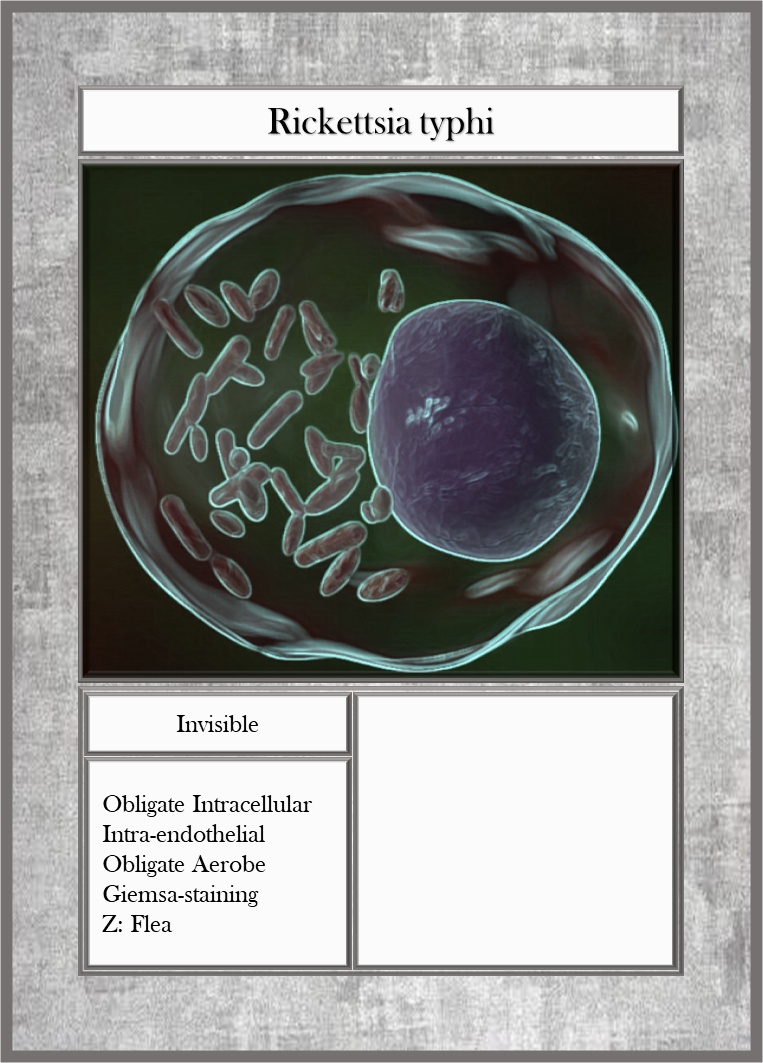 Rickettsia typhi
Invisible
Obligate Intracellular
Intra-endothelial
Obligate Aerobe
Giemsa-staining
Z: Flea